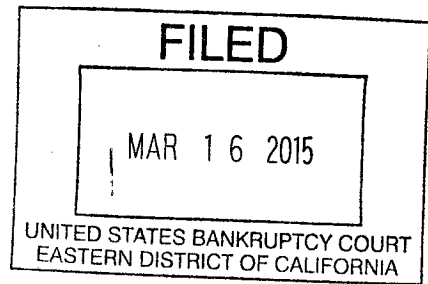 FILED
MAR 16 2015
UNITED STATES BANKRUPTCY COURT
EASTERN DISTRICT OF CALIFORNIA